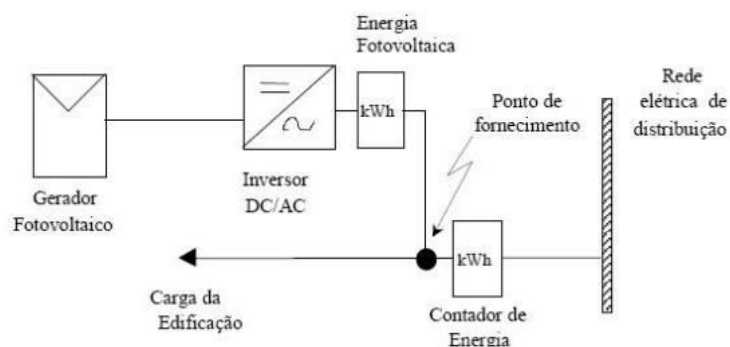 Energia
Fotovoltaica
kWh
Rede
elétrica de
distribuição
Ponto de
fornecimento
Gerador
Fotovoltaico
Inversor
DC/AC
kWh
Carga da
Edificação
Contador de
Energia